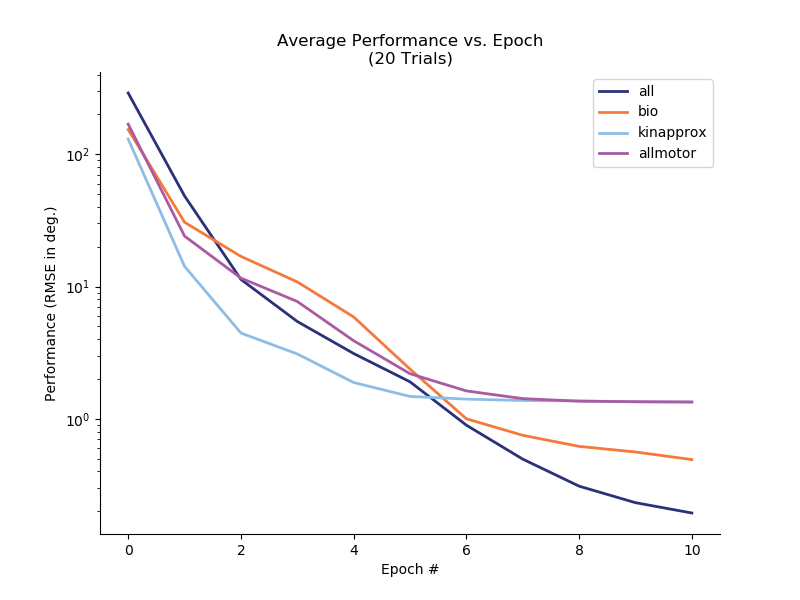 Average Performance vs. Epoch
(20 Trials)
all
bio
kinapprox
allmotor
Performance (RMSE in deg.)
10²
10¹
10⁰
0 2 4 6 8 10
Epoch #